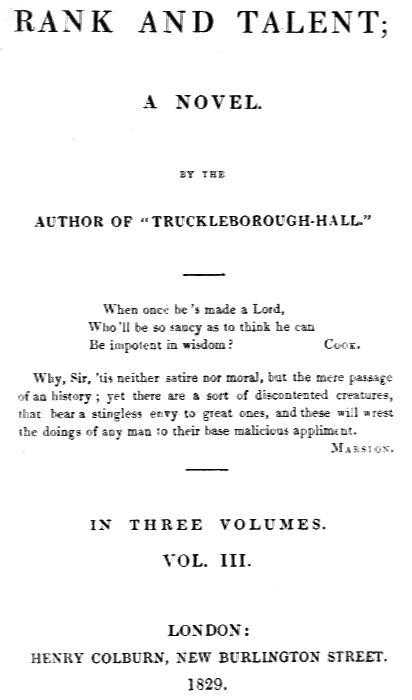 RANK AND TALENT;
A NOVEL.
BY THE
AUTHOR OF "TRUCKLEBOROUGH-HALL."
When once he's made a Lord,
Who'll be so saucy as to think he can
Be impotent in wisdom? COOK.
Why, Sir, 'tis neither satire nor moral, but the mere passage
of an history; yet there are a sort of discontented creatures,
that bear a stingless envy to great ones, and these will wrest
the doings of any man to their base malicious appliment.
MARSTON.
IN THREE VOLUMES.
VOL. III.
LONDON:
HENRY COLBURN, NEW BURLINGTON STREET.
1829.